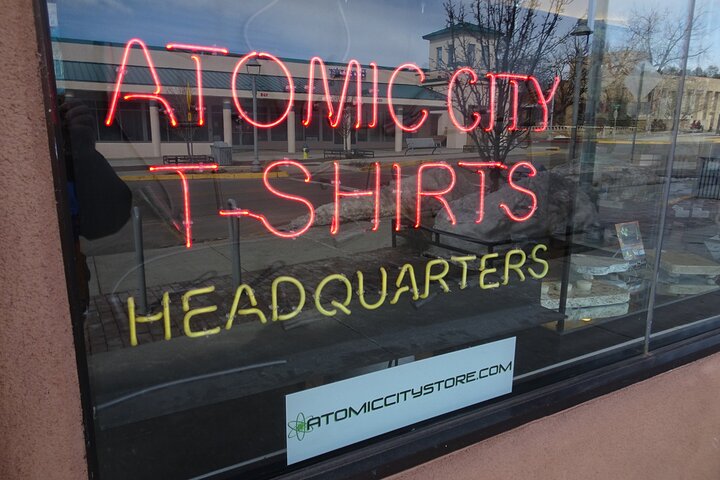 ATOMIC CITY
T-SHIRTS
HEADQUARTERS
ATOMICCITYSTORE.COM